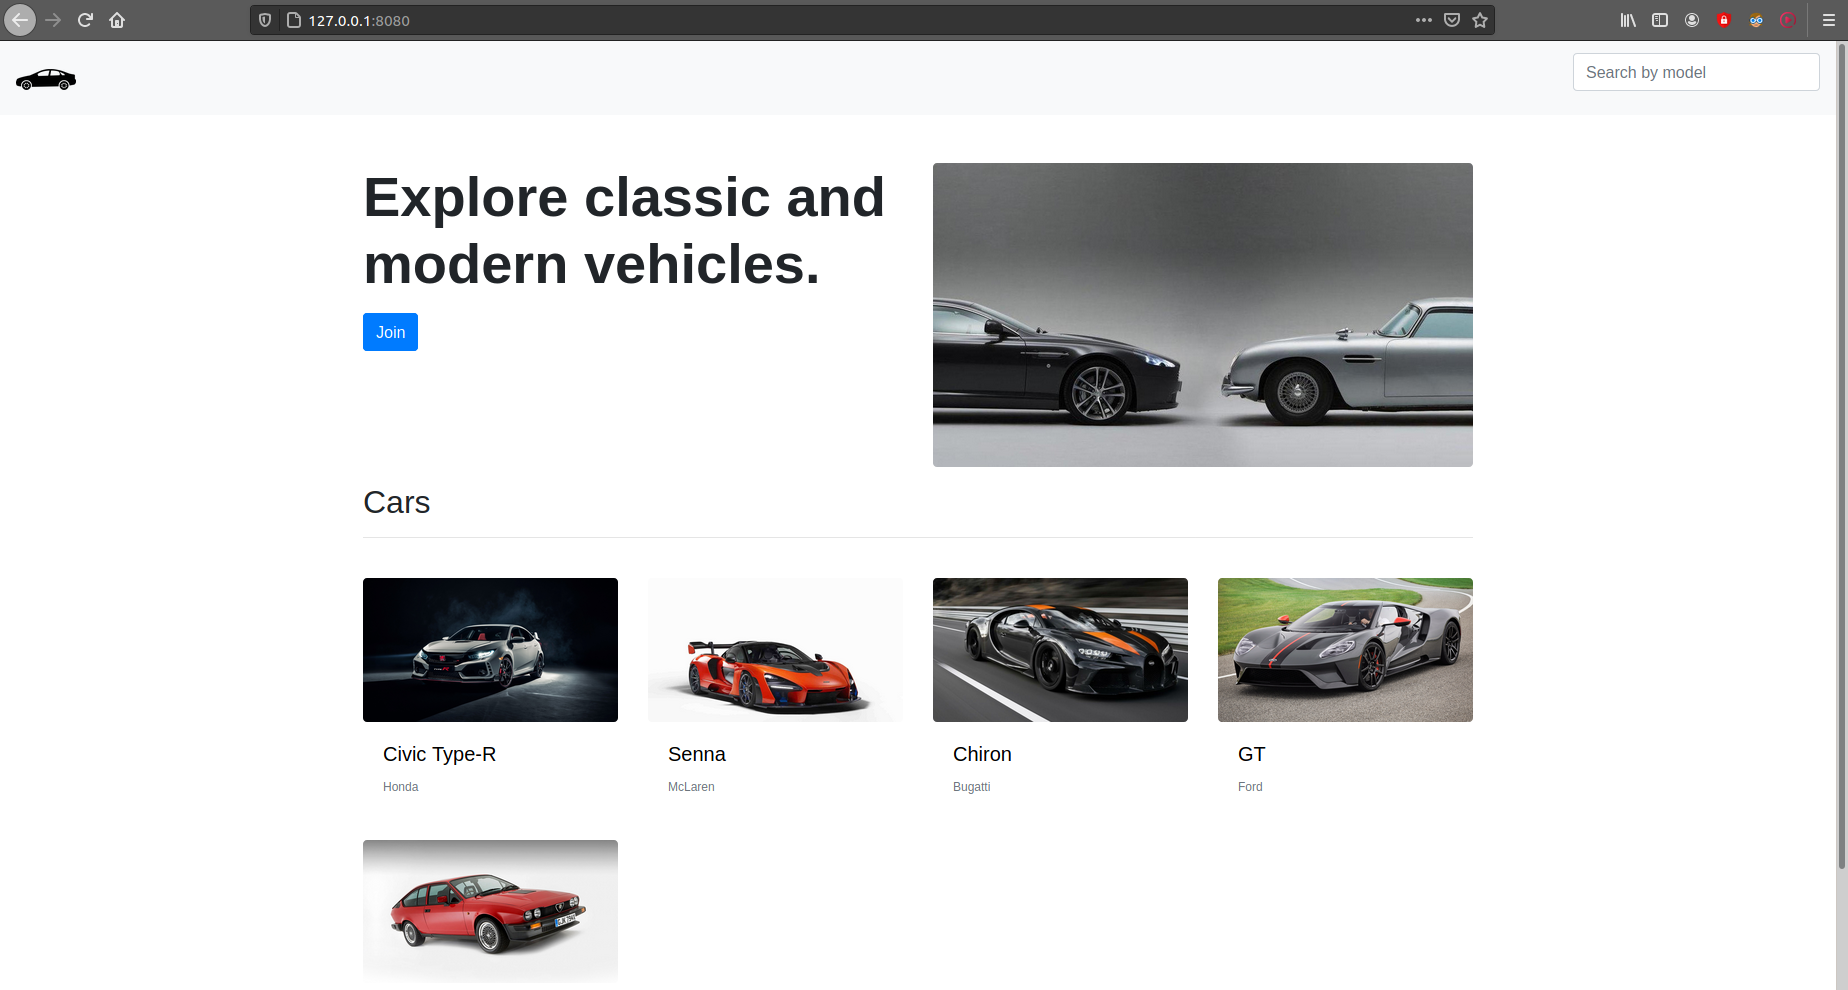 127.0.0.1:8080
Search by model
Explore classic and
modern vehicles.
Join
Cars
Civic Type-R
Honda
Senna
McLaren
Chiron
Bugatti
GT
Ford